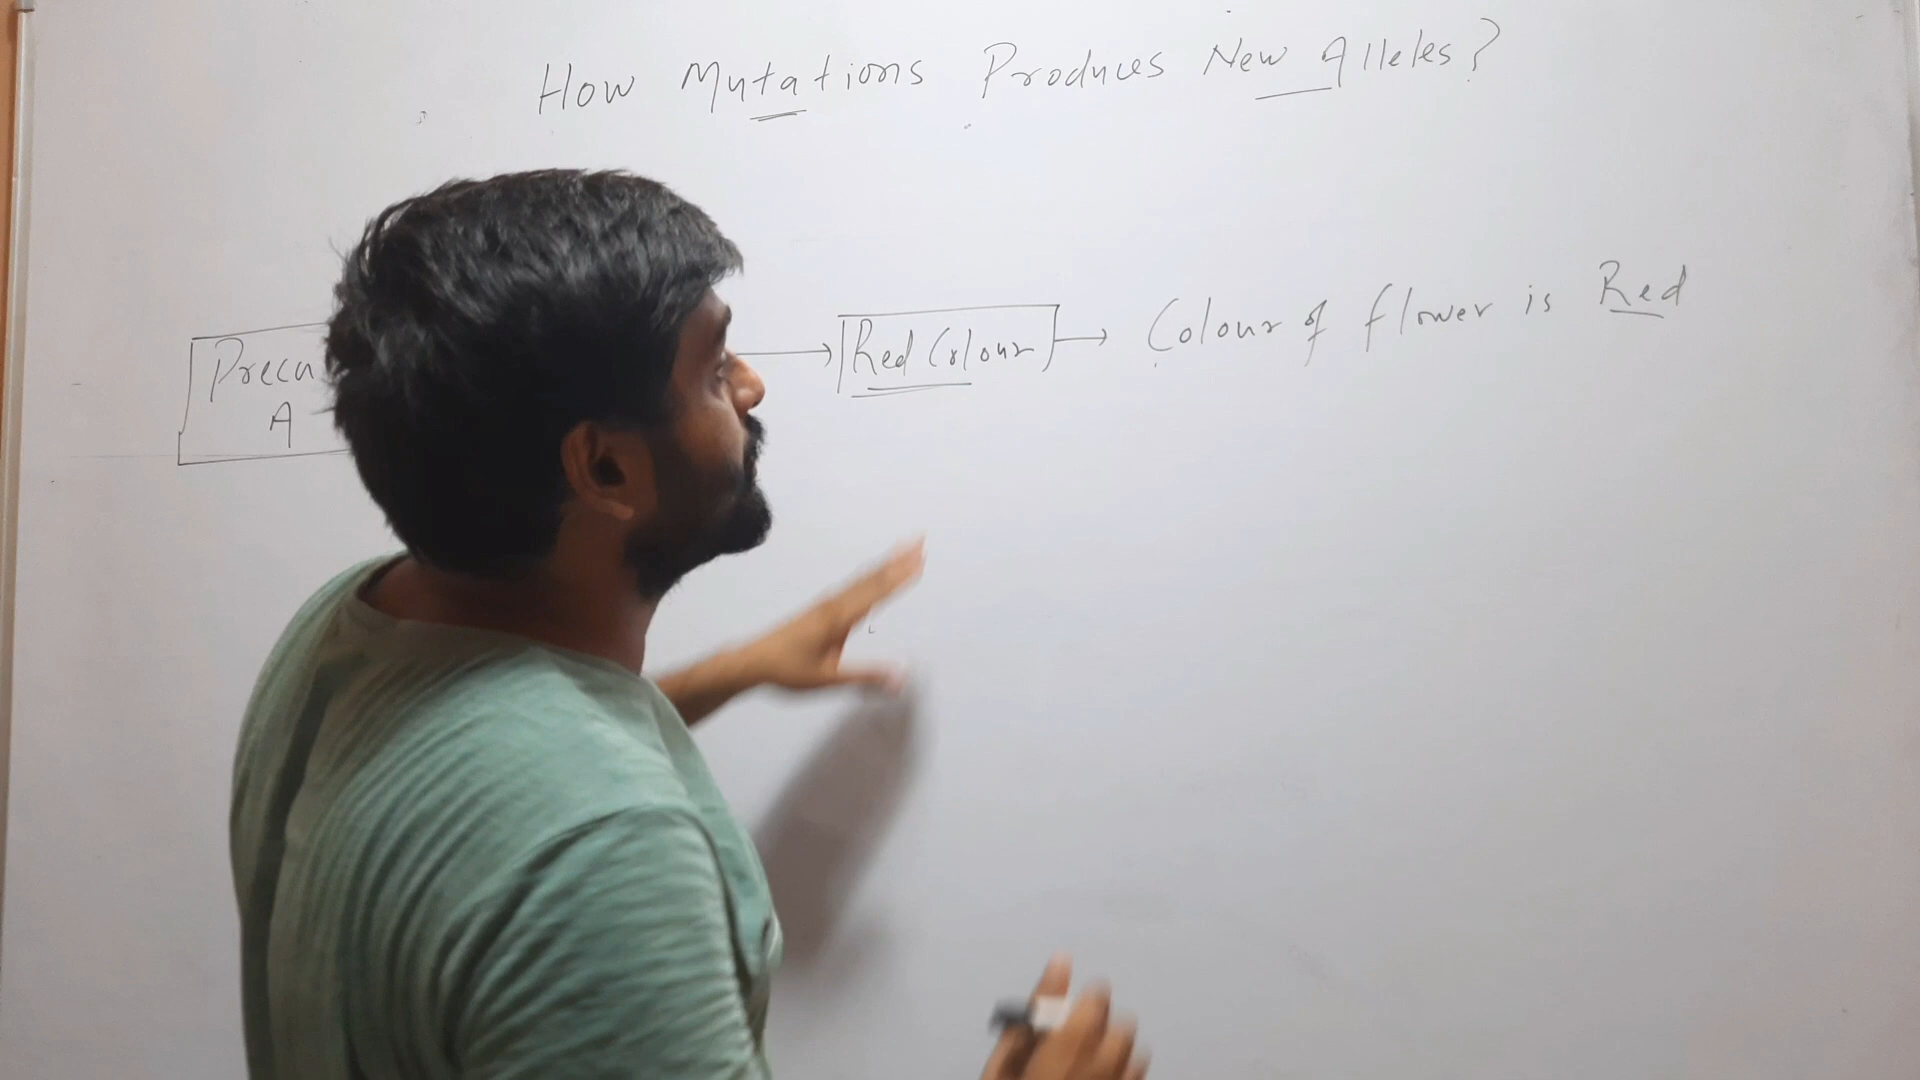 How Mutations Produces New Alleles?
A
Red Colour
Colour of flower is Red